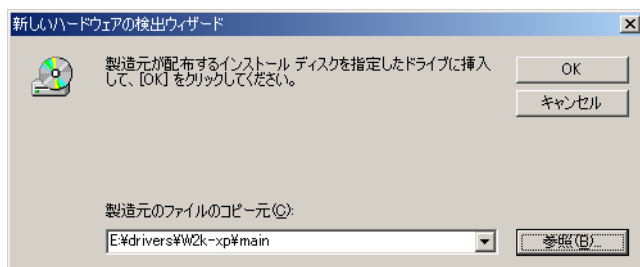 新しいハードウェアの検出ウィザード
製造元が配布するインストール ディスクを指定したドライブに挿入
して、[OK] をクリックしてください。
OK
キャンセル
製造元のファイルのコピー元(C):
E:¥drivers¥W2k-xp¥main
参照(B)...